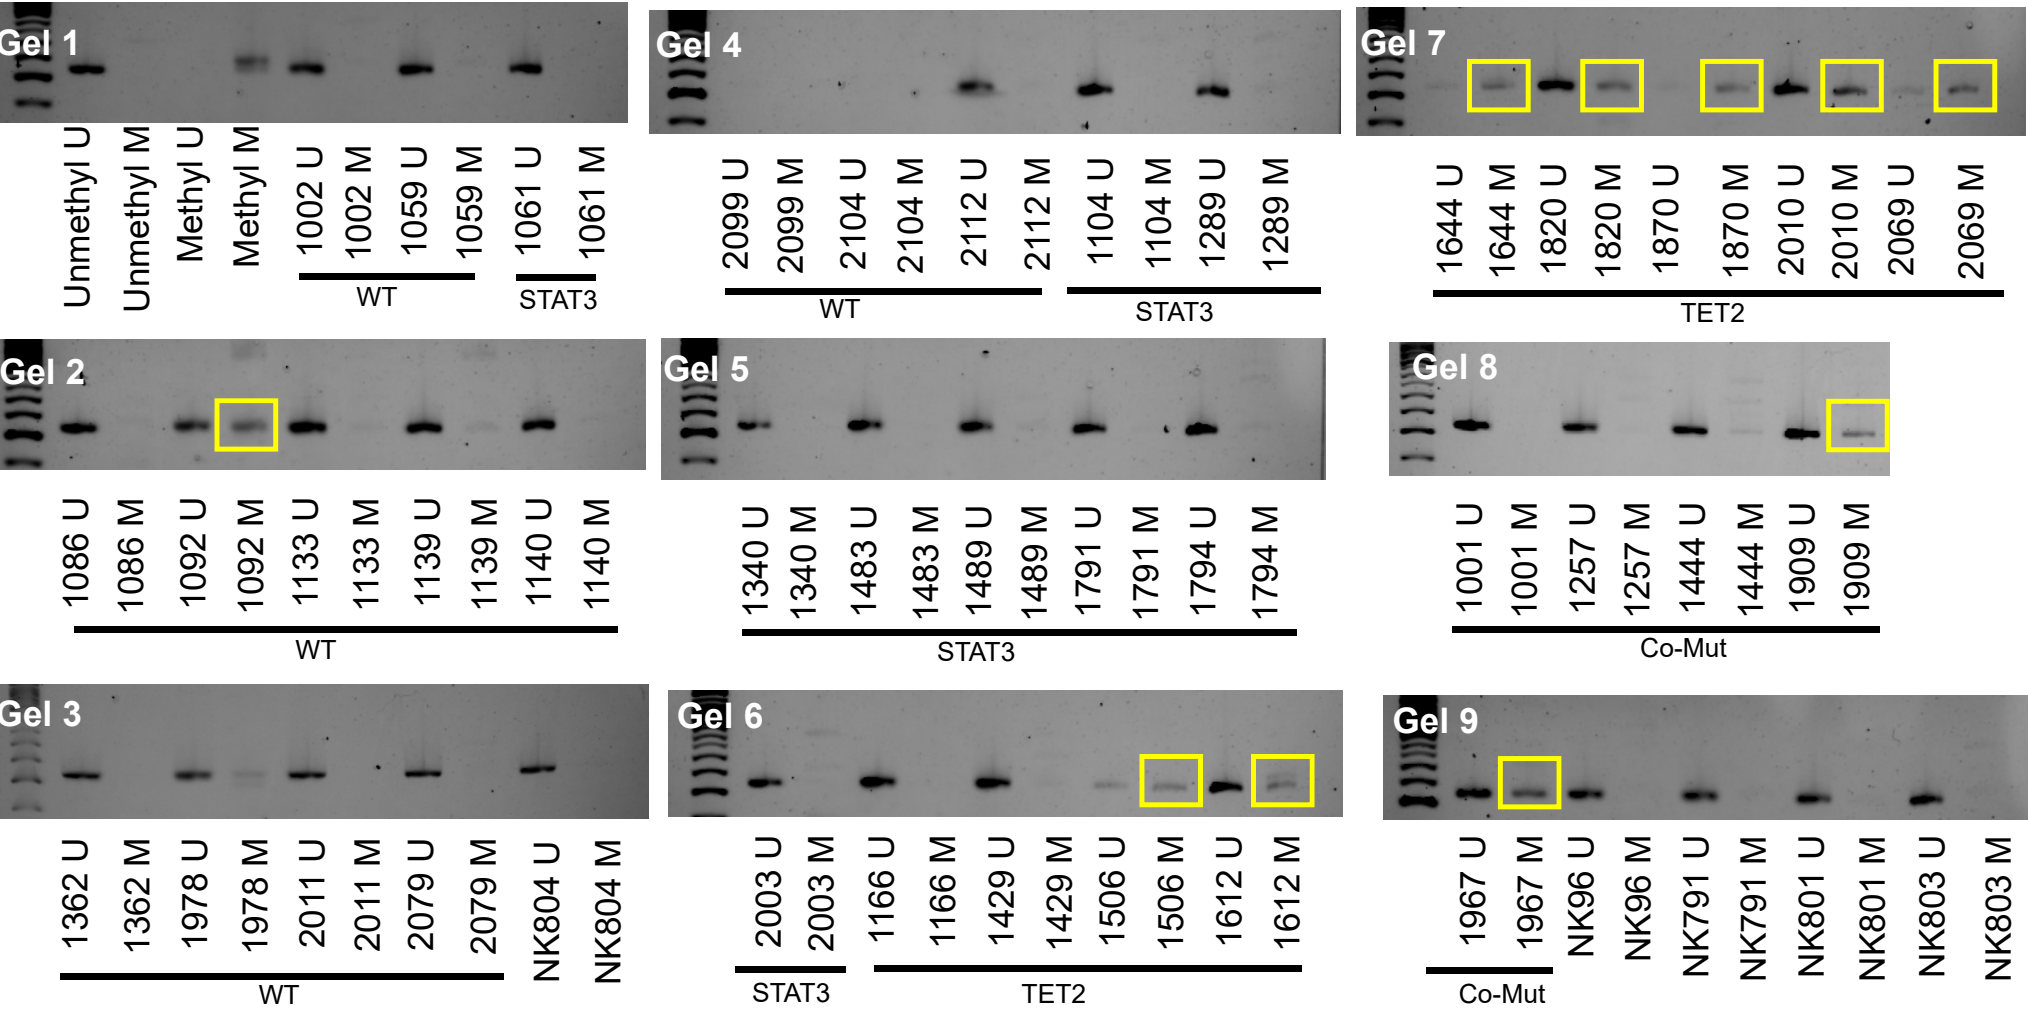 Gel 1
Unmethyl U
Unmethyl M
Methyl U
Methyl M
1002 U
1002 M
1059 U
1059 M
1061 U
1061 M
WT
STAT3
Gel 2
1086 U
1086 M
1092 U
1092 M
1133 U
1133 M
1139 U
1139 M
1140 U
1140 M
WT
Gel 3
1362 U
1362 M
1978 U
1978 M
2011 U
2011 M
2079 U
2079 M
NK804 U
NK804 M
WT
Gel 4
2099 U
2099 M
2104 U
2104 M
2112 U
2112 M
1104 U
1104 M
1289 U
1289 M
WT
STAT3
Gel 5
1340 U
1340 M
1483 U
1483 M
1489 U
1489 M
1791 U
1791 M
1794 U
1794 M
STAT3
Gel 6
2003 U
2003 M
1166 U
1166 M
1429 U
1429 M
1506 U
1506 M
1612 U
1612 M
STAT3
TET2
Gel 7
1644 U
1644 M
1820 U
1820 M
1870 U
1870 M
2010 U
2010 M
2069 U
2069 M
TET2
Gel 8
1001 U
1001 M
1257 U
1257 M
1444 U
1444 M
1909 U
1909 M
Co-Mut
Gel 9
1967 U
1967 M
NK96 U
NK96 M
NK791 U
NK791 M
NK801 U
NK801 M
NK803 U
NK803 M
Co-Mut